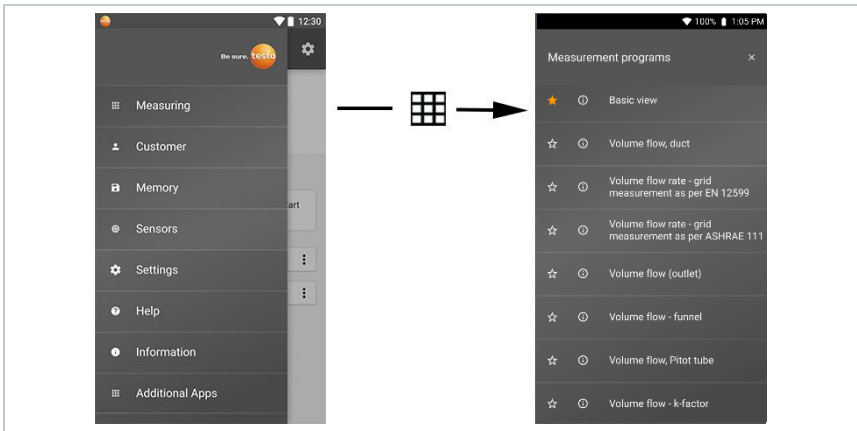 12:30
Be sure. testo
Measuring
Customer
Memory
Sensors
Settings
Help
Information
Additional Apps
art
100% 1:05 PM
Measurement programs ×
Basic view
Volume flow, duct
Volume flow rate - grid
measurement as per EN 12599
Volume flow rate - grid
measurement as per ASHRAE 111
Volume flow (outlet)
Volume flow - funnel
Volume flow, Pitot tube
Volume flow - k-factor